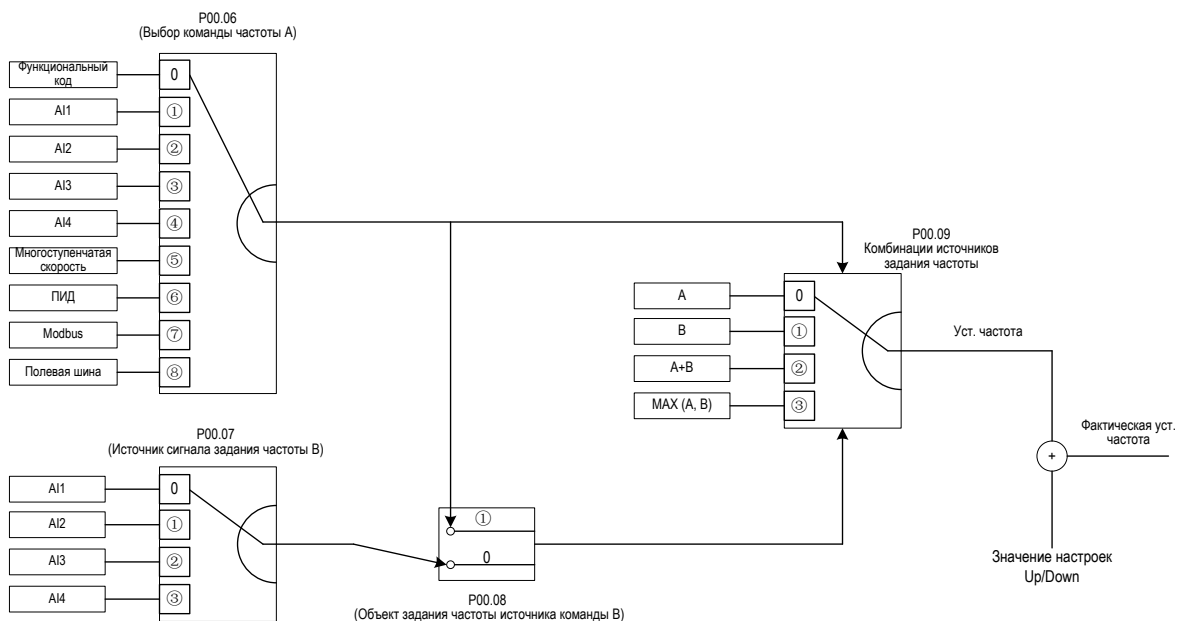 P00.06
(Выбор команды частоты А)
Функциональный
код
0
AI1
①
AI2
②
AI3
③
AI4
④
Многоступенчатая
скорость
⑤
ПИД
⑥
Modbus
⑦
Полевая шина
⑧
P00.09
Комбинации источников
задания частоты
A
0
B
①
A+B
②
MAX (A, B)
③
Уст. частота
Фактическая уст.
частота
+
Значение настроек
Up/Down
P00.07
(Источник сигнала задания частоты В)
AI1
0
AI2
①
AI3
②
AI4
③
①
0
P00.08
(Объект задания частоты источника команды В)